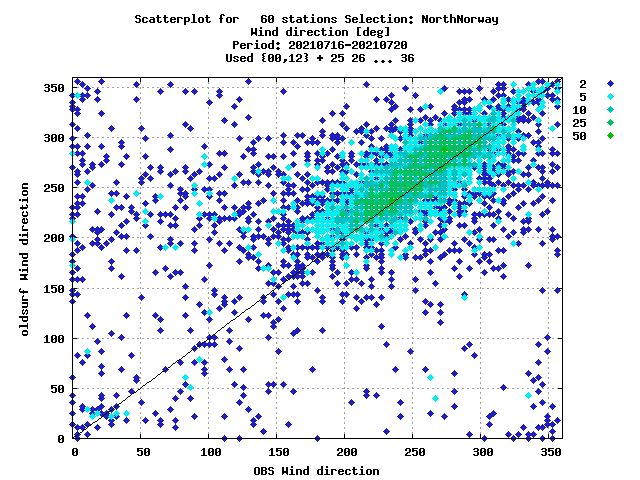 Scatterplot for   60 stations Selection: NorthNorway
Wind direction [deg]
Period: 20210716-20210720
Used {00,12} + 25 26 ... 36
2
5
10
25
50
350
300
250
200
150
100
50
0
oldsurf Wind direction
0 50 100 150 200 250 300 350
OBS Wind direction